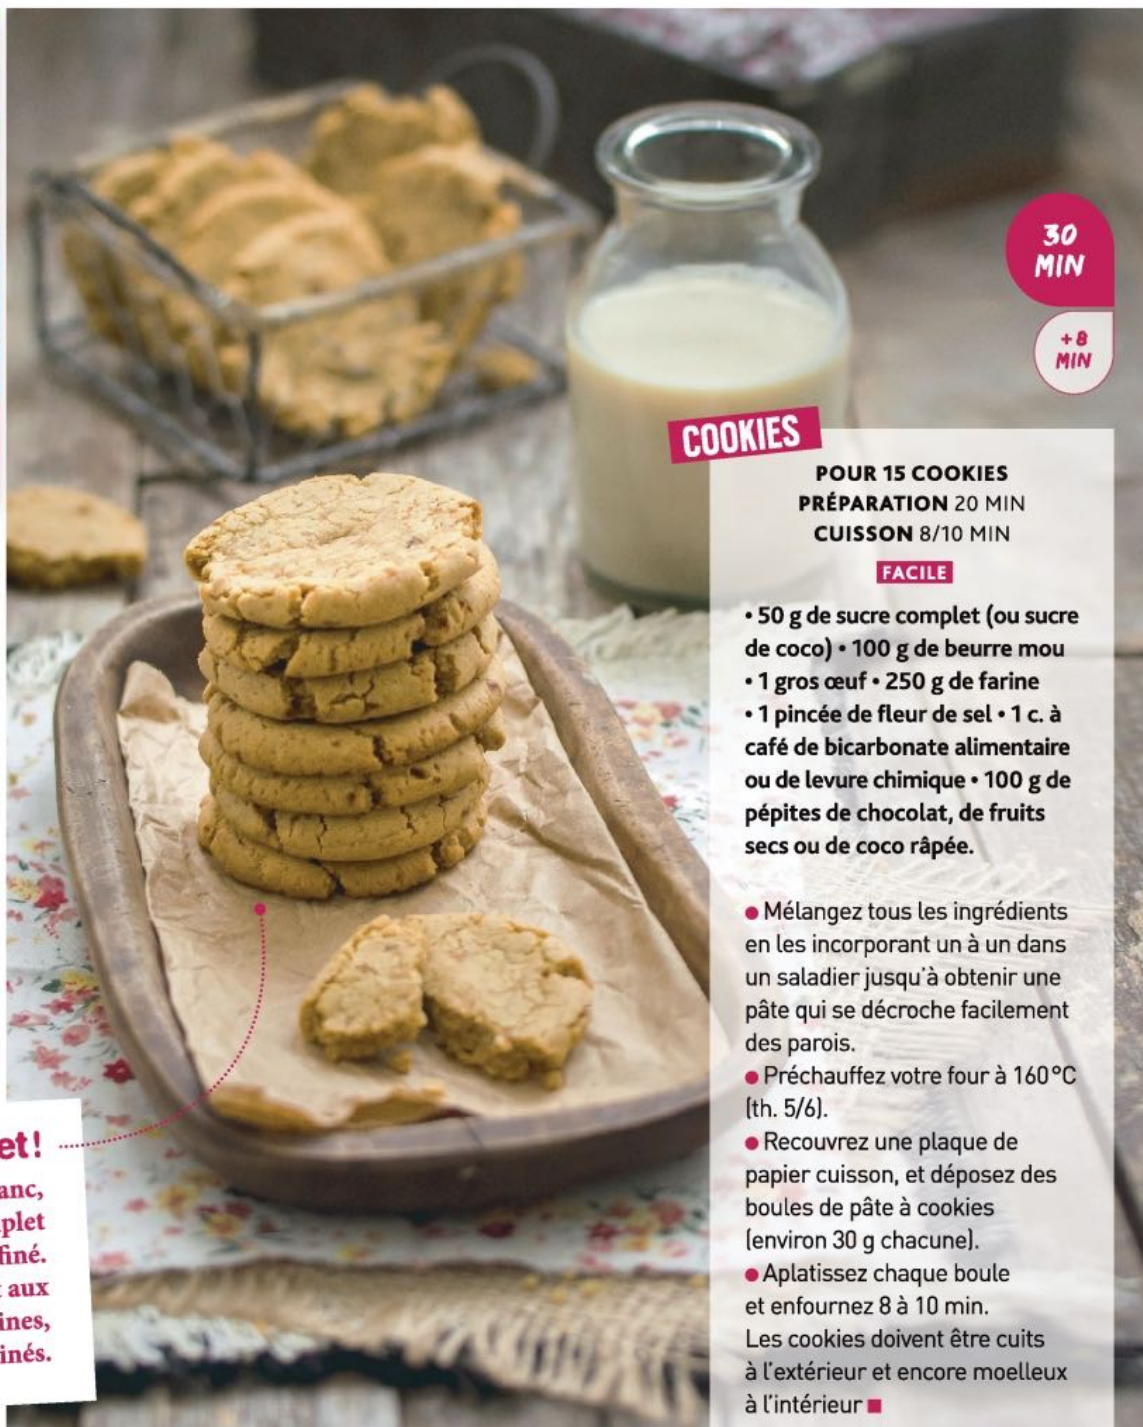 30
MIN
+8
MIN
COOKIES
POUR 15 COOKIES
PRÉPARATION 20 MIN
CUISSON 8/10 MIN
FACILE
• 50 g de sucre complet (ou sucre
de coco) • 100 g de beurre mou
• 1 gros œuf • 250 g de farine
• 1 pincée de fleur de sel • 1 c. à
café de bicarbonate alimentaire
ou de levure chimique • 100 g de
pépites de chocolat, de fruits
secs ou de coco râpée.
● Mélangez tous les ingrédients
en les incorporant un à un dans
un saladier jusqu'à obtenir une
pâte qui se décroche facilement
des parois.
● Préchauffez votre four à 160°C
(th. 5/6).
● Recouvrez une plaque de
papier cuisson, et déposez des
boules de pâte à cookies
(environ 30 g chacune).
● Aplatissez chaque boule
et enfournez 8 à 10 min.
Les cookies doivent être cuits
à l'extérieur et encore moelleux
à l'intérieur ■
et!
anc,
plet
finé.
aux
ines,
inés.